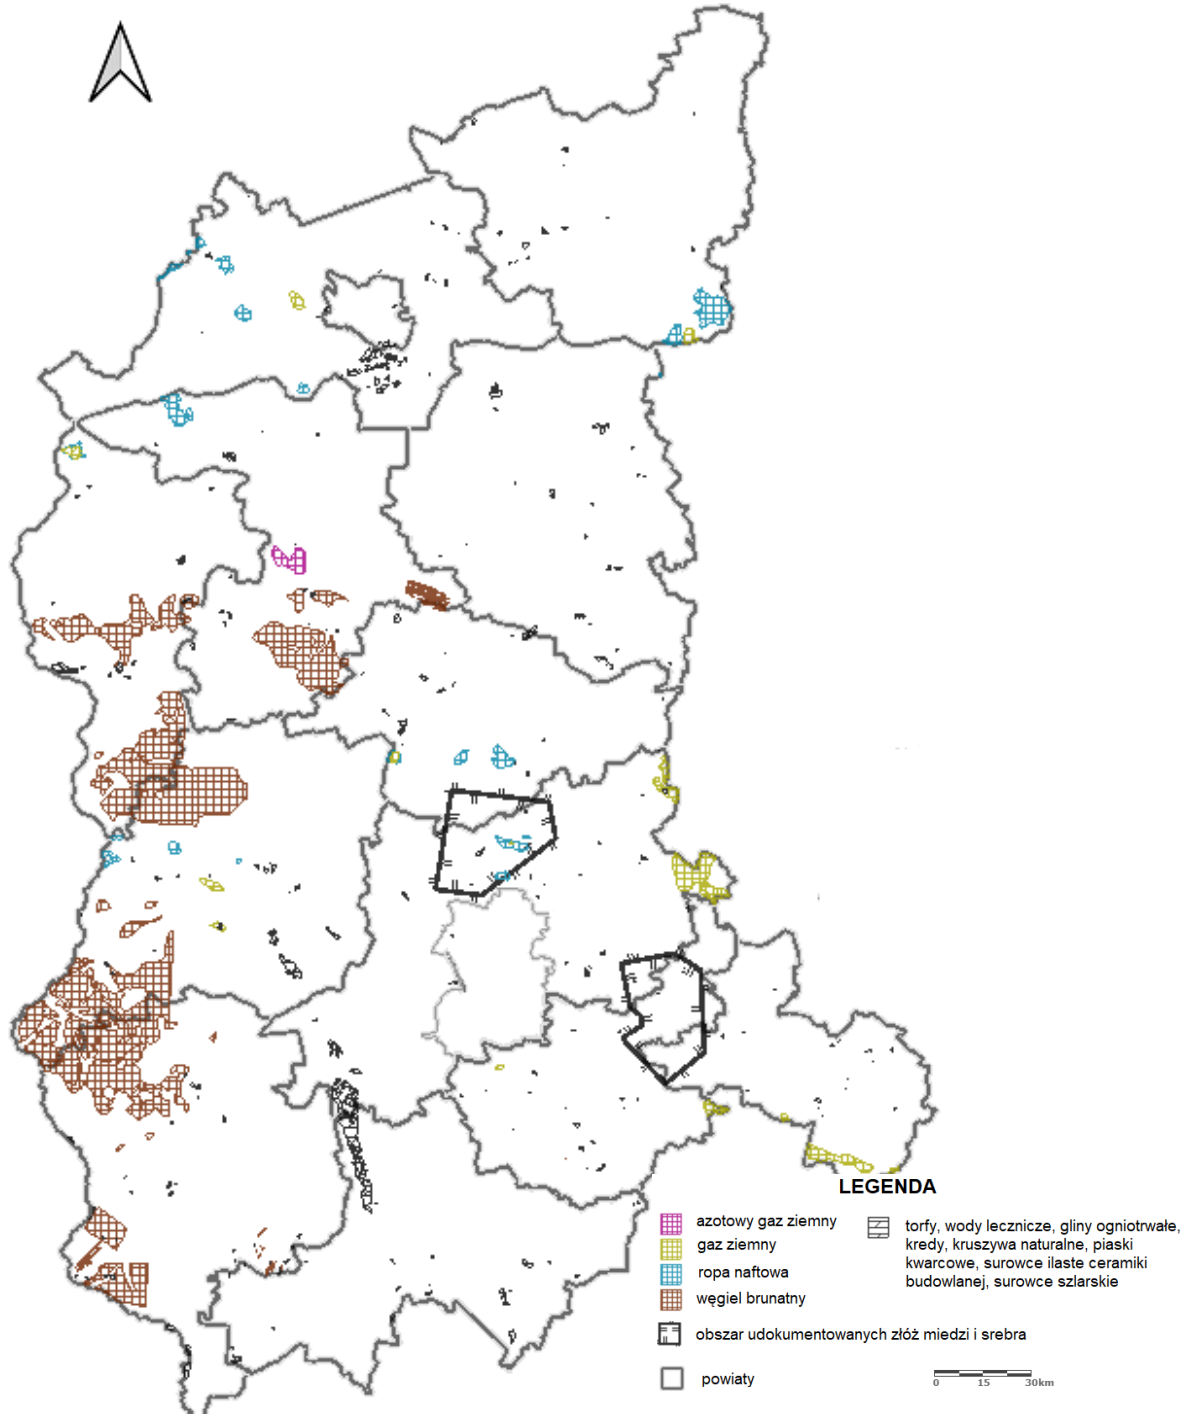 LEGENDA
azotowy gaz ziemny
gaz ziemny
ropa naftowa
węgiel brunatny
obszar udokumentowanych złóż miedzi i srebra
powiaty
torfy, wody lecznicze, gliny ogniotrwałe,
kredy, kruszywa naturalne, piaski
kwarcowe, surowce ilaste ceramiki
budowlanej, surowce szlarskie
0 15 30km